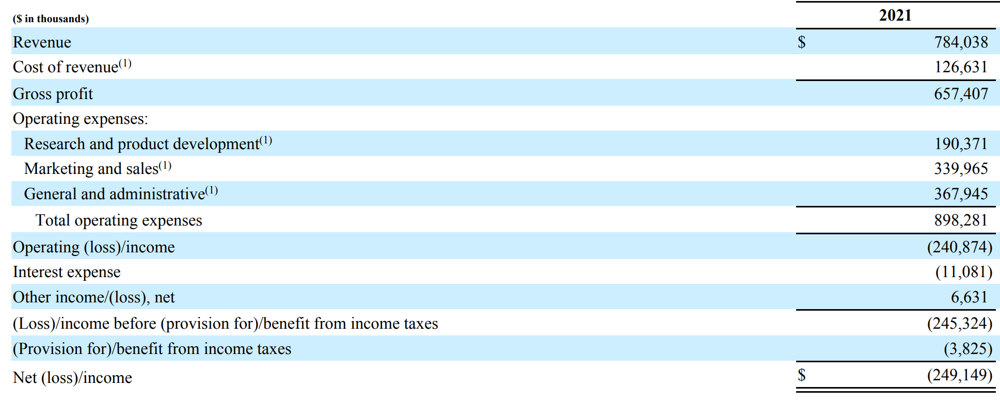 ($ in thousands) 2021
Revenue $ 784,038
Cost of revenue(1) 126,631
Gross profit 657,407
Operating expenses:
Research and product development(1) 190,371
Marketing and sales(1) 339,965
General and administrative(1) 367,945
Total operating expenses 898,281
Operating (loss)/income (240,874)
Interest expense (11,081)
Other income/(loss), net 6,631
(Loss)/income before (provision for)/benefit from income taxes (245,324)
(Provision for)/benefit from income taxes (3,825)
Net (loss)/income $ (249,149)